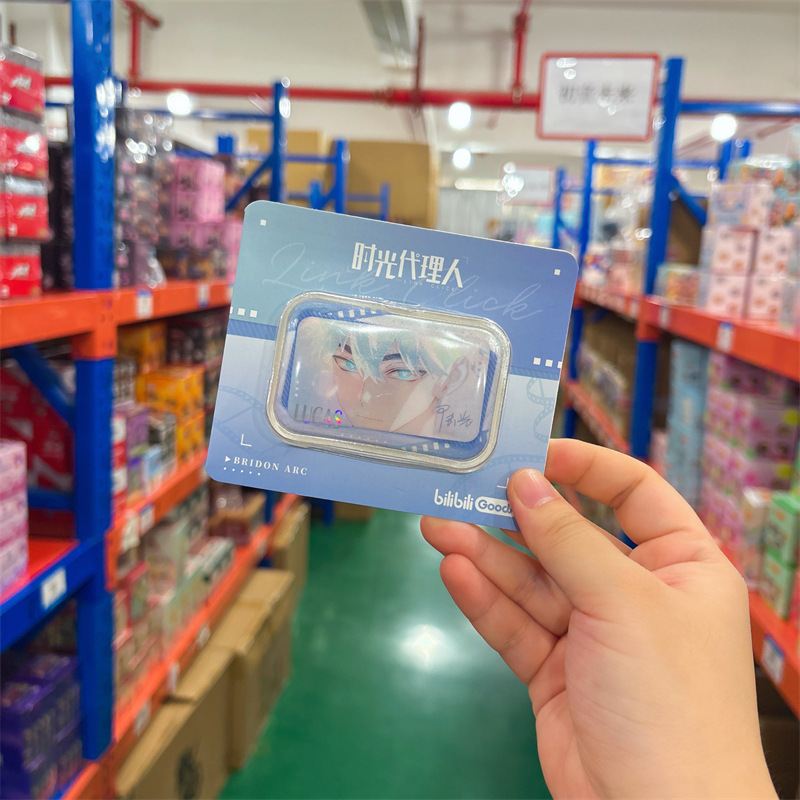 时光代理人
Link Click
LUCAS
▶BRIDON ARC
bilibili Goods